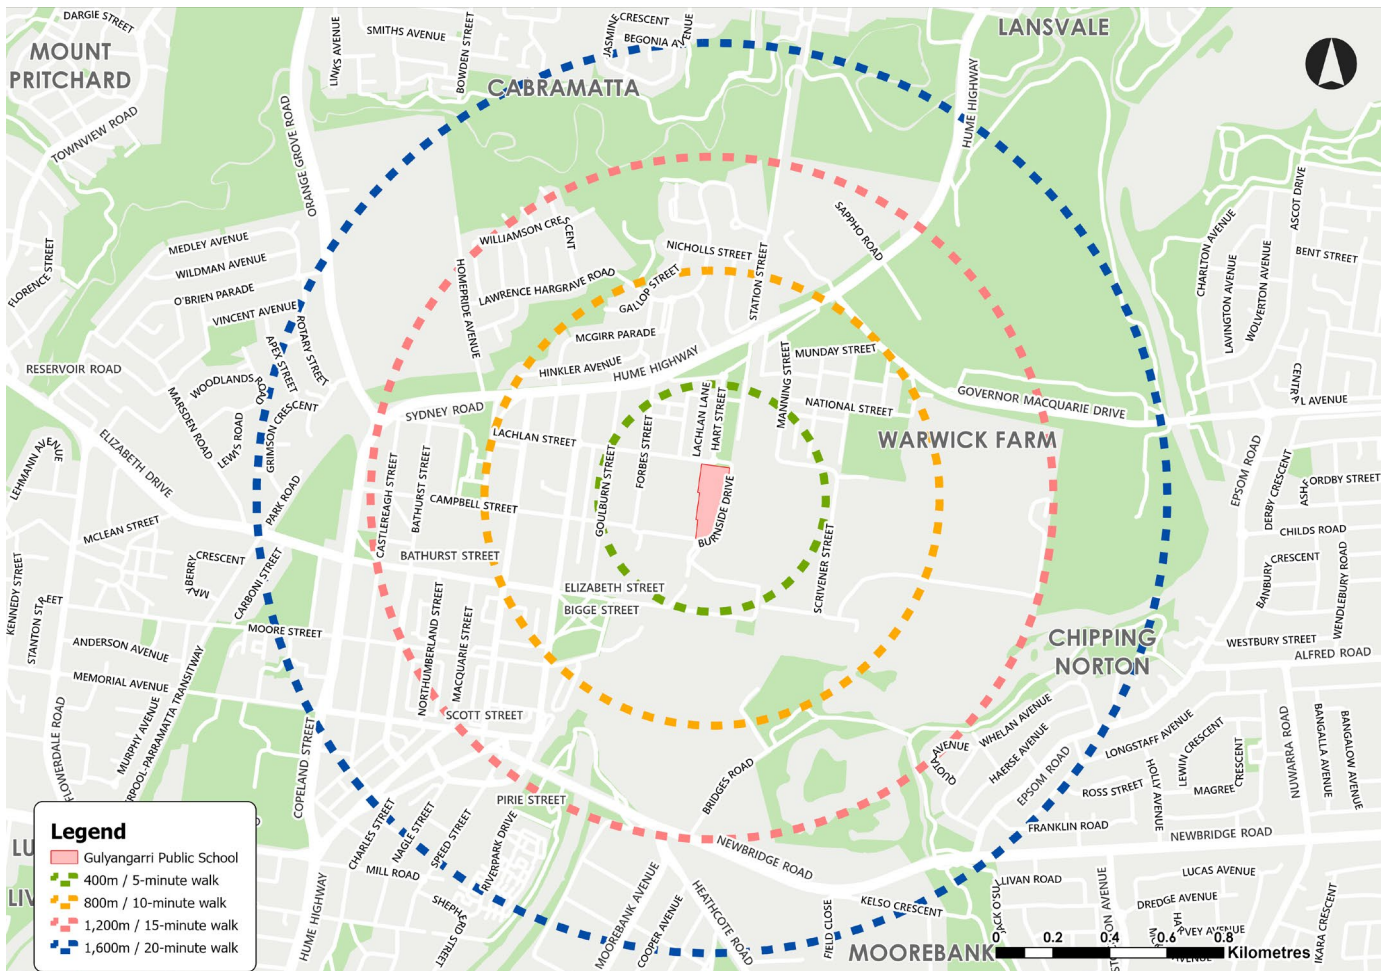 DARGIE STREET
MOUNT
PRITCHARD
TOWNVIEW ROAD
LINKS AVENUE
SMITHS AVENUE
BOWDEN STREET
JASMINE
CRESCENT
BEGONIA AVENUE
CABRAMATTA
LANSVALE
HUME HIGHWAY
ORANGE GROVE ROAD
FLORENCE STREET
MEDLEY AVENUE
WILDMAN AVENUE
O'BRIEN PARADE
VINCENT AVENUE
ROTARY STREET
APEX STREET
WILLIAMSON CRESCENT
HOMEPRIDE AVENUE
LAWRENCE HARGRAVE ROAD
GALLOP STREET
NICHOLLS STREET
STATION STREET
SAPPHO ROAD
CHARLTON AVENUE
ASCOT DRIVE
BENT STREET
LAVINGTON AVENUE
WOLVERTON AVENUE
MCGIRR PARADE
HINKLER AVENUE
HUME HIGHWAY
MUNDAY STREET
MANNING STREET
NATIONAL STREET
GOVERNOR MACQUARIE DRIVE
CENTRAL AVENUE
RESERVOIR ROAD
WOODLANDS ROAD
MARSDEN ROAD
LEWIS ROAD
GRIMSON CRESCENT
SYDNEY ROAD
LACHLAN STREET
LACHLAN LANE
HART STREET
FORBES STREET
GOULBURN STREET
WARWICK FARM
LEHMANN AVENUE
ELIZABETH DRIVE
PARK ROAD
CASTLEREAGH STREET
BATHURST STREET
CAMPBELL STREET
BURNSIDE DRIVE
SCRIVENER STREET
EPSOM ROAD
DERBY CRESCENT
ORDBY STREET
CHILDS ROAD
MCLEAN STREET
BATHURST STREET
ELIZABETH STREET
BIGGE STREET
CRESCENT
CARBONI STREET
KENNEDY STREET
STANTON STREET
BANBURY
CRESCENT
WENDLEBURY ROAD
MOORE STREET
ANDERSON AVENUE
MEMORIAL AVENUE
NORTHUMBERLAND STREET
MACQUARIE STREET
SCOTT STREET
CHIPPING
NORTON
WESTBURY STREET
ALFRED ROAD
FLOWERDALE ROAD
MURPHY AVENUE
ERPOOL-PARRAMATTA TRANSITWAY
COPELAND STREET
BRIDGES ROAD
QUOTA
AVENUE
WHELAN AVENUE
HAERSE AVENUE
EPSOM ROAD
LONGSTAFF AVENUE
LEWIN CRESCENT
HOLLY AVENUE
ROSS STREET
MAGREE
CRESCENT
NUWARRA ROAD
BANGALLA AVENUE
BANGALOW AVENUE
PIRIE STREET
CHARLES STREET
NAGLE STREET
SPEED STREET
RIVERPARK DRIVE
MILL ROAD
NEWBRIDGE ROAD
FRANKLIN ROAD
NEWBRIDGE ROAD
LU
LIV
HUME HIGHWAY
MOOREBANK AVENUE
COOPER AVENUE
HEATHCOTE ROAD
FIELD CLOSE
KELSO CRESCENT
LLIVAN ROAD
LUCAS AVENUE
DREDGE AVENUE
IKARA CRESCENT
MOOREBANK
Legend
Gulyangarri Public School
400m / 5-minute walk
800m / 10-minute walk
1,200m / 15-minute walk
1,600m / 20-minute walk
0 0.2 0.4 0.6 0.8
Kilometres